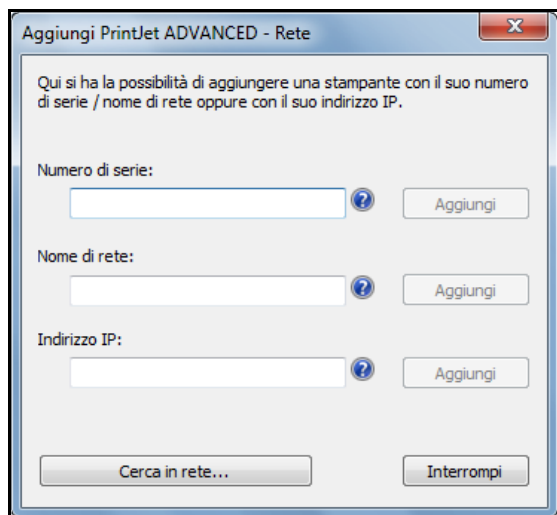 Aggiungi PrintJet ADVANCED - Rete
Qui si ha la possibilità di aggiungere una stampante con il suo numero
di serie / nome di rete oppure con il suo indirizzo IP.
Numero di serie:
Aggiungi
Nome di rete:
Aggiungi
Indirizzo IP:
Aggiungi
Cerca in rete... Interrompi